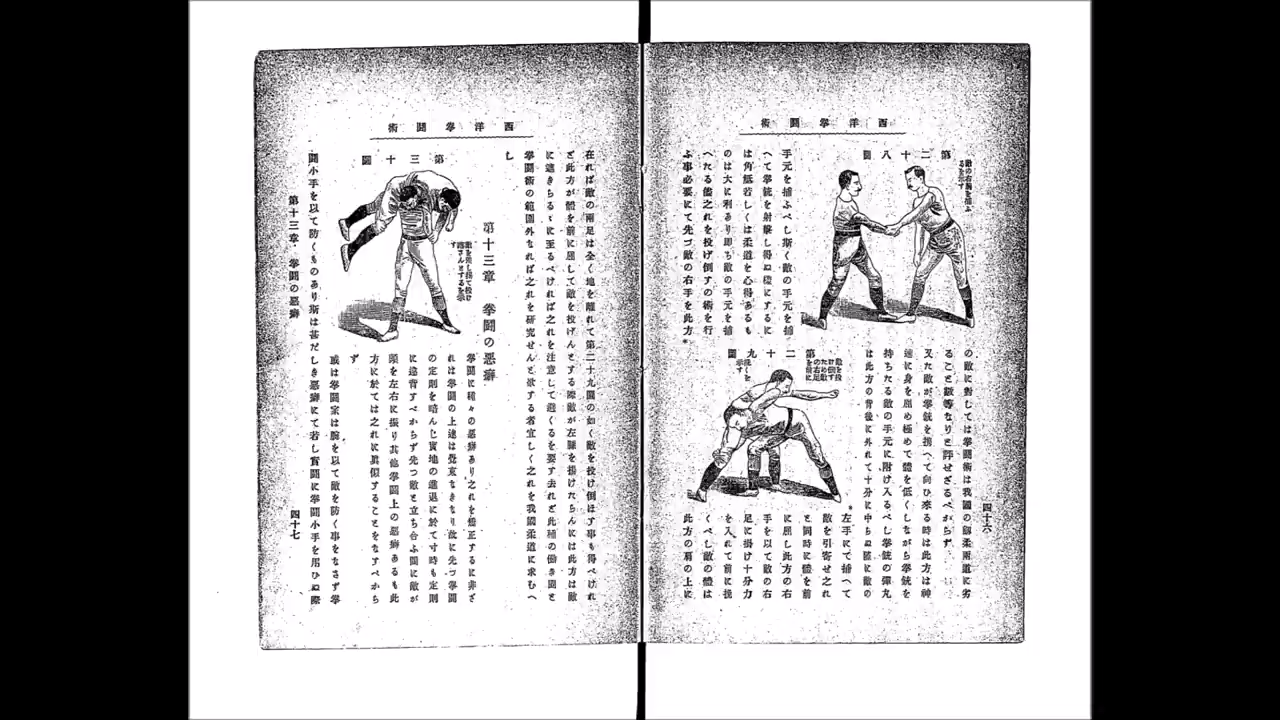 西洋拳闘術
の敵に對しては拳闘術は我國の劍柔兩道に劣
ること數等なりと評せざるべからず
又た敵が拳銃を携へて向ひ來る時は此方は神
速に身を屈め極めて體を低くしながら拳銃を
持ちたる敵の手元に附け入るべし拳銃の彈丸
は此方の背後に外れて十分に中らぬ確に敵の
第二十八圖
敵の右腕を捕ふ
るを示す
手元を捕ふべし斯く敵の手元を捕
へて拳銃を射撃し得ぬ樣にするに
は角觝若しくは柔道を心得あるも
のは大に利あり即ち敵の手元を捕
へたる儘之れを投げ倒すの術を行
ふ事必要にて先づ敵の右手を此方
第二十九圖
左手にて捕へて
敵を引寄せ之れ
と同時に體を前
に屈し此方の右
手を以て敵の右
足に掛け十分力
を入れて前に挽
くべし敵の體は
此方の肩の上に
四十六
西洋拳闘術
在れば敵の兩足は全く地を離れて第二十九圖の如く敵を投げ倒す事も得べけれ
ど此方が體を前に屈して敵を投げんとする際敵が左腕を掛けたらんには此方は敵
に遠きらるゝに至るべければ之れを注意して避くるを要す去れど此種の働き固と
拳闘術の範圍外なれば之れを研究せんと欲する者宜しく之れを我國柔道に求むべ
し
第十三章 拳闘の惡癖
第三十圖
拳闘に種々の惡癖あり之れを矯正するに非ざ
れば拳闘の上達は覺束なきなり故に先づ拳闘
の定則を暗んじ實地の進退に於て寸時も定則
に違背すべからず先づ敵と立ち合ふ間に敵が
頭を左右に振り其他拳闘上の惡癖あるも此
方に於ては之れに眞似することをなすべから
ず
或は拳闘家は腕を以て敵を防ぐ事をなさず拳
闘小手を以て防ぐものあり斯は甚だしき惡癖にて若し實闘に拳闘小手を用ひぬ際
第十三章 拳闘の惡癖
四十七